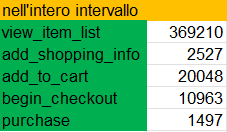 nell'intero intervallo
view_item_list 369210
add_shopping_info 2527
add_to_cart 20048
begin_checkout 10963
purchase 1497